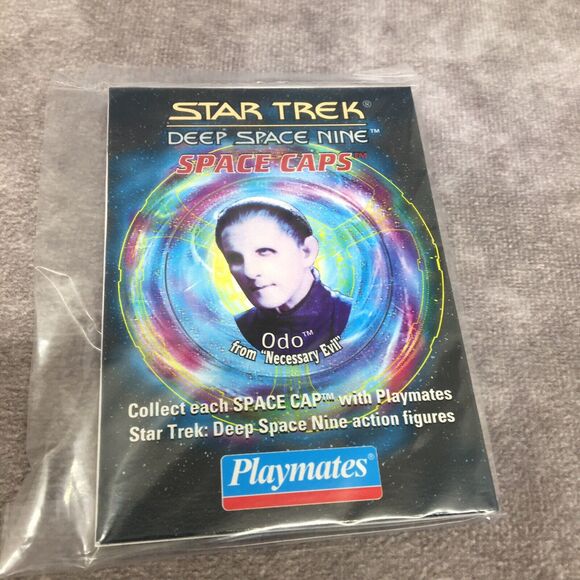 STAR TREK®
DEEP SPACE NINE™
SPACE CAPS™
Odo™
from "Necessary Evil"
Collect each SPACE CAP™ with Playmates
Star Trek: Deep Space Nine action figures
Playmates®